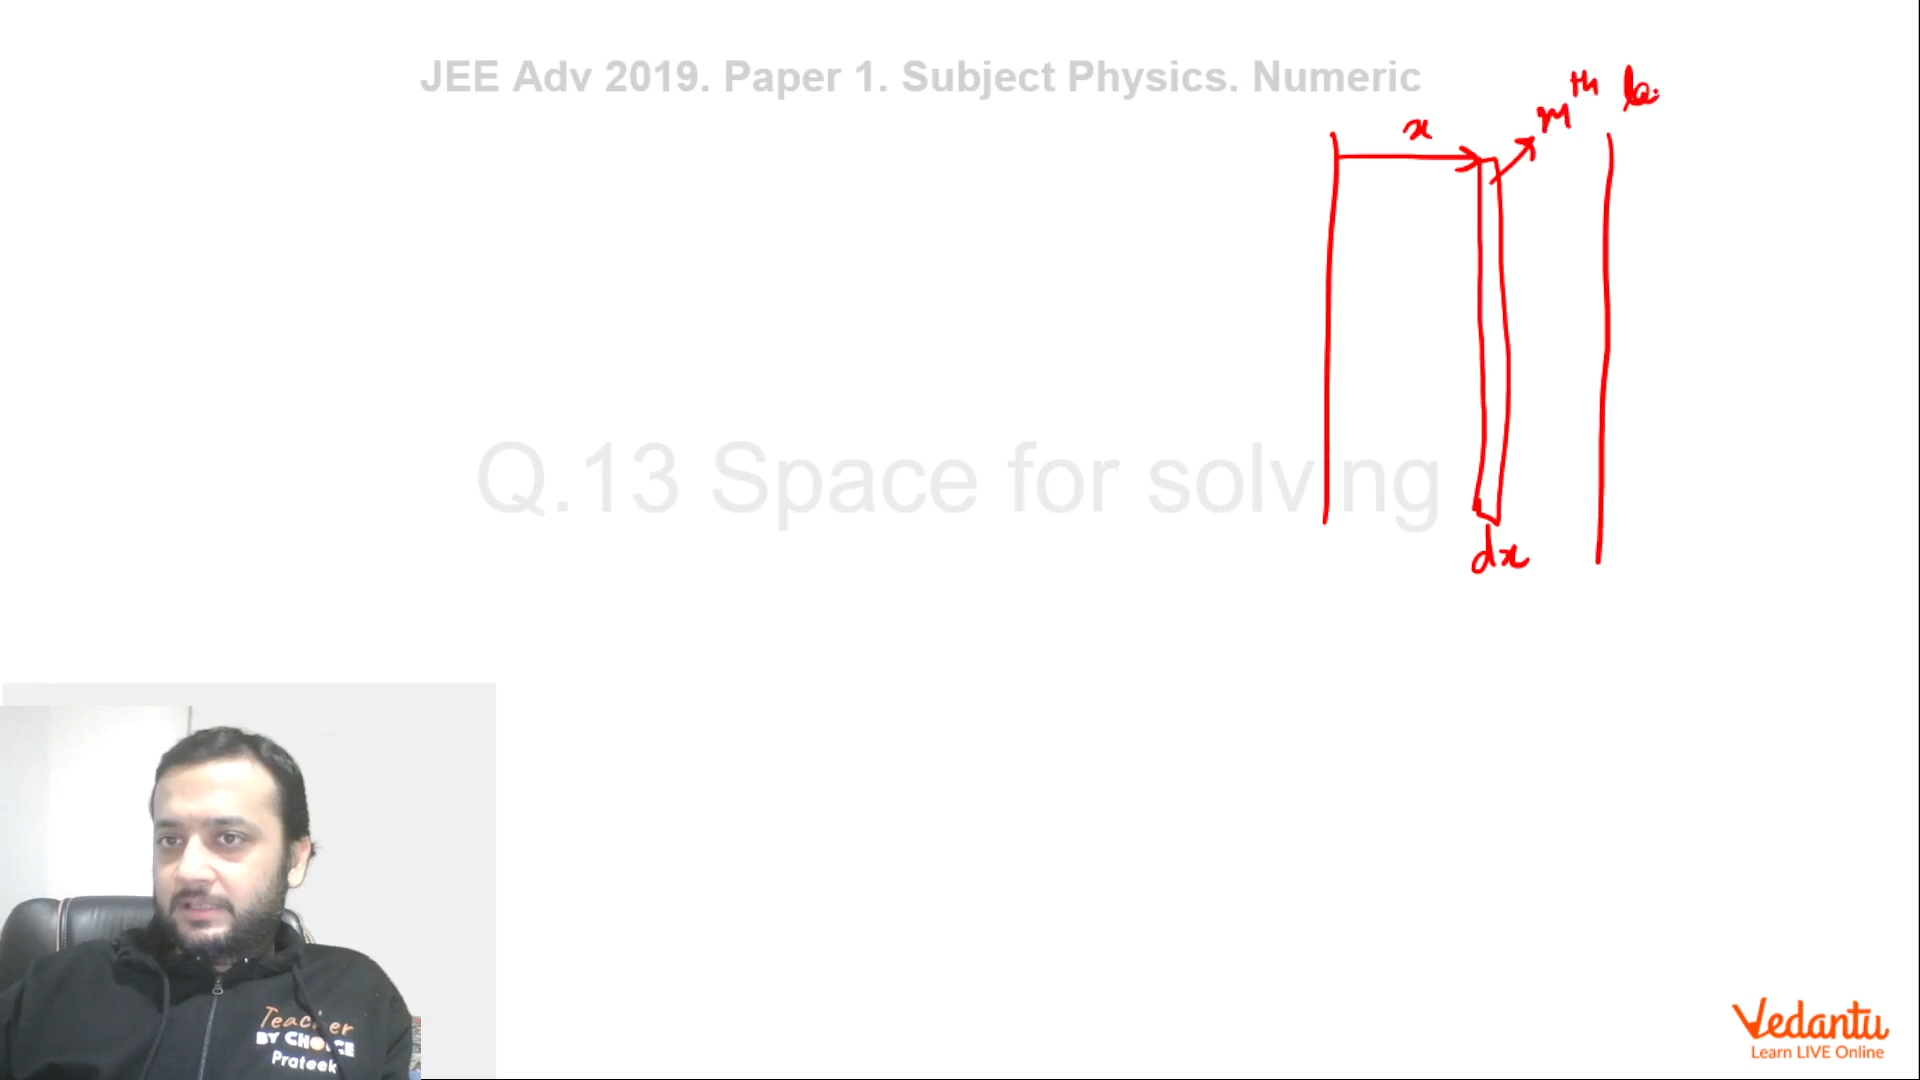 JEE Adv 2019. Paper 1. Subject Physics. Numeric
x
mth
Q.13 Space for solving
dx
Teacher
BY CHOICE
Prateek
Vedantu
Learn LIVE Online